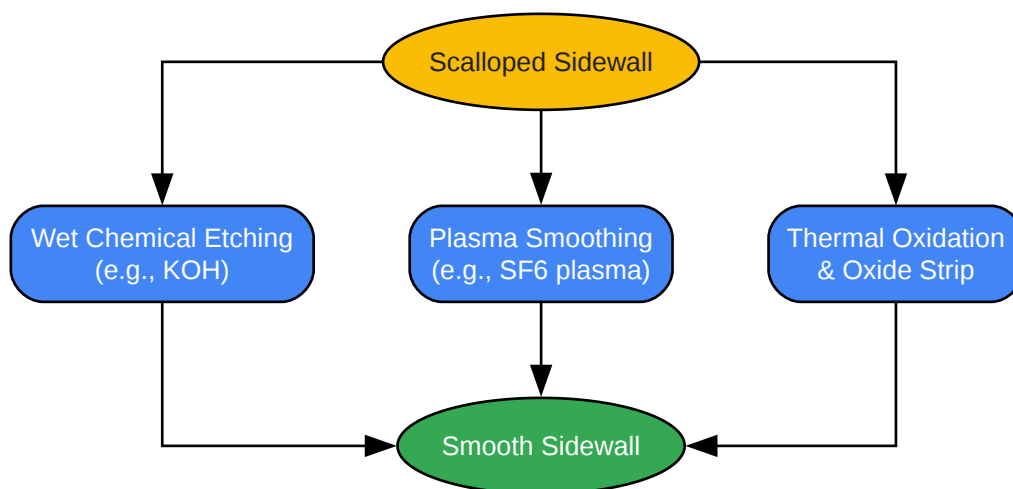 Scalloped Sidewall
Wet Chemical Etching
(e.g., KOH)
Plasma Smoothing
(e.g., SF6 plasma)
Thermal Oxidation
& Oxide Strip
Smooth Sidewall